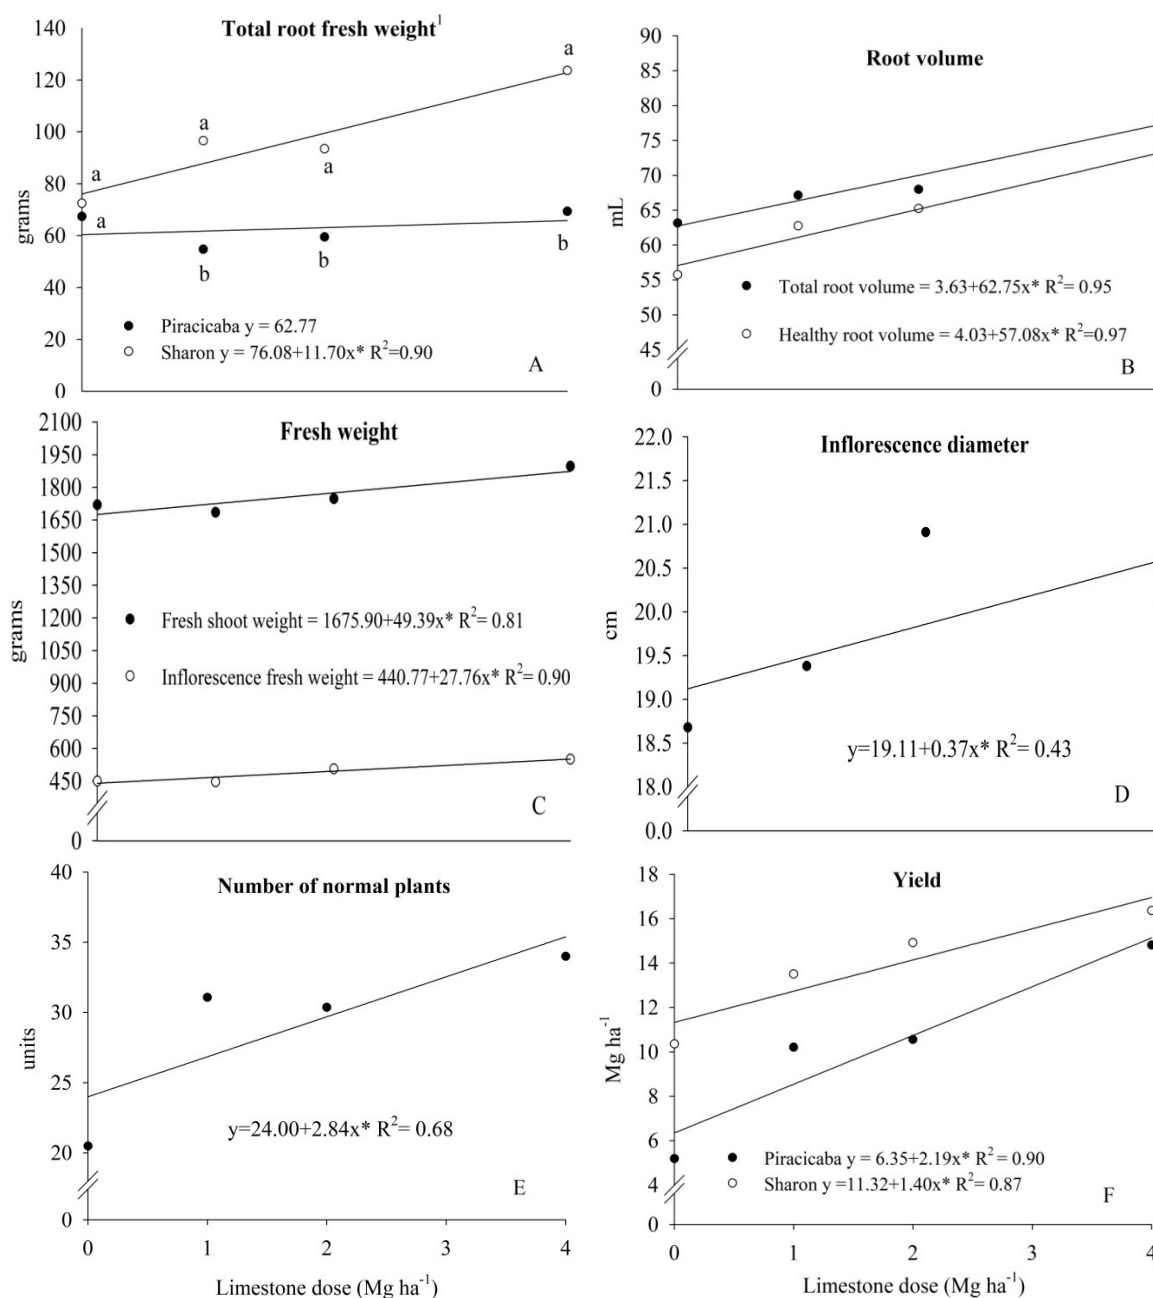 Total root fresh weight¹
140
120
100
80
60
40
20
0
grams
a
a
a
a
a
b
b
b
Piracicaba y = 62.77
Sharon y = 76.08+11.70x* R²=0.90
A
Root volume
90
85
80
75
70
65
60
55
50
45
0
mL
Total root volume = 3.63+62.75x* R²= 0.95
Healthy root volume = 4.03+57.08x* R²= 0.97
B
Fresh weight
2100
1950
1800
1650
1500
1350
1200
1050
900
750
600
450
0
grams
Fresh shoot weight = 1675.90+49.39x* R²= 0.81
Inflorescence fresh weight = 440.77+27.76x* R²= 0.90
C
Inflorescence diameter
22.0
21.5
21.0
20.5
20.0
19.5
19.0
18.5
18.0
0.0
cm
y=19.11+0.37x* R²= 0.43
D
Number of normal plants
40
35
30
25
20
0
units
y=24.00+2.84x* R²= 0.68
E
0 1 2 4
Limestone dose (Mg ha⁻¹)
Yield
18
16
14
12
10
8
6
4
0
Mg ha⁻¹
Piracicaba y = 6.35+2.19x* R²= 0.90
Sharon y =11.32+1.40x* R²= 0.87
F
0 1 2 4
Limestone dose (Mg ha⁻¹)